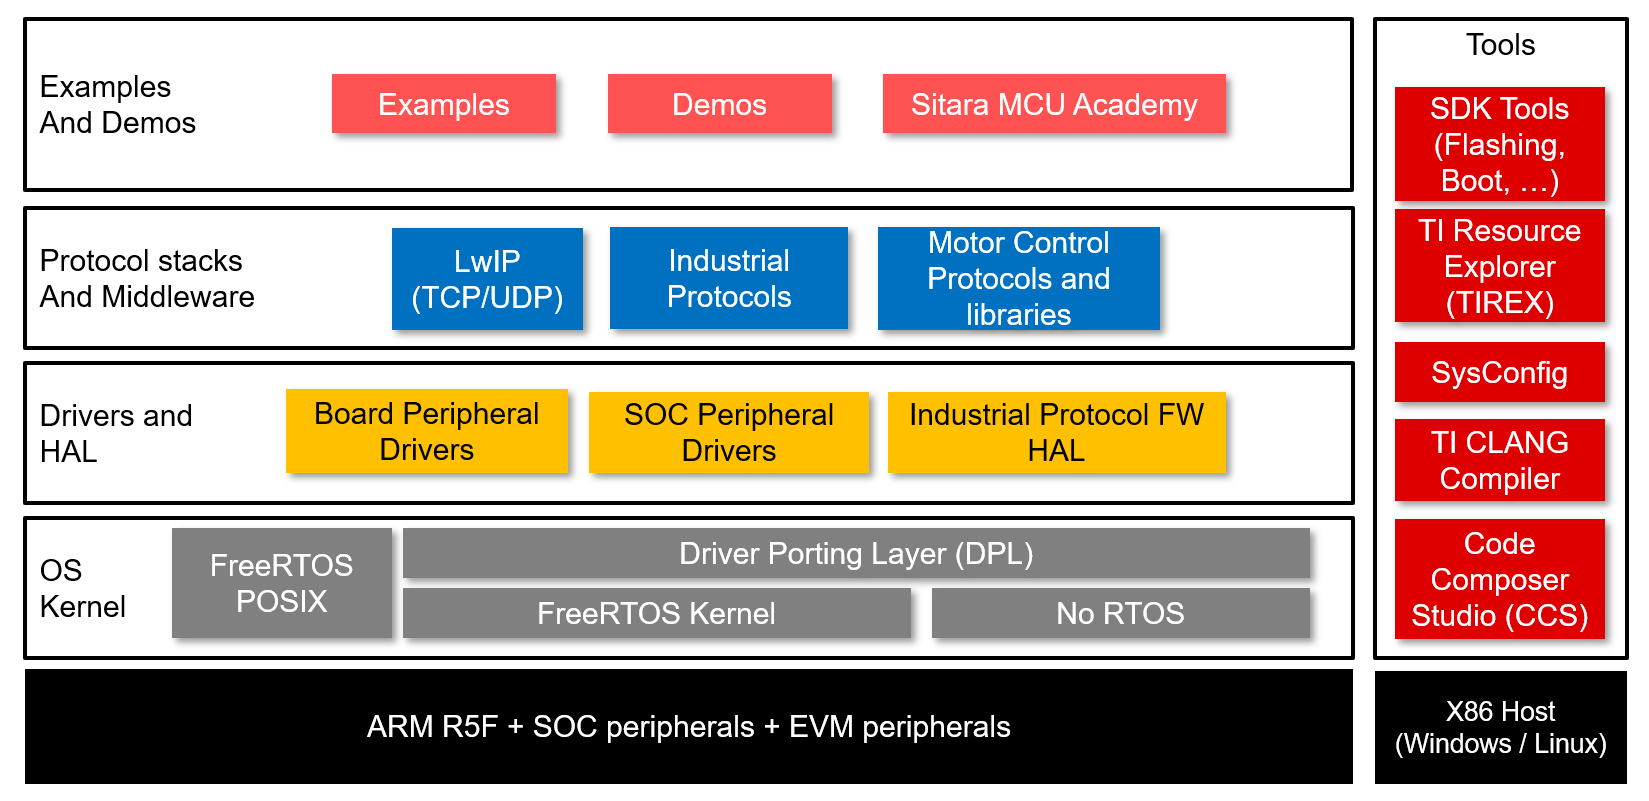 Examples
And Demos
Examples
Demos
Sitara MCU Academy
Protocol stacks
And Middleware
LwIP
(TCP/UDP)
Industrial
Protocols
Motor Control
Protocols and
libraries
Drivers and
HAL
Board Peripheral
Drivers
SOC Peripheral
Drivers
Industrial Protocol FW
HAL
OS
Kernel
FreeRTOS
POSIX
Driver Porting Layer (DPL)
FreeRTOS Kernel
No RTOS
ARM R5F + SOC peripherals + EVM peripherals
Tools
SDK Tools
(Flashing,
Boot, …)
TI Resource
Explorer
(TIREX)
SysConfig
TI CLANG
Compiler
Code
Composer
Studio (CCS)
X86 Host
(Windows / Linux)